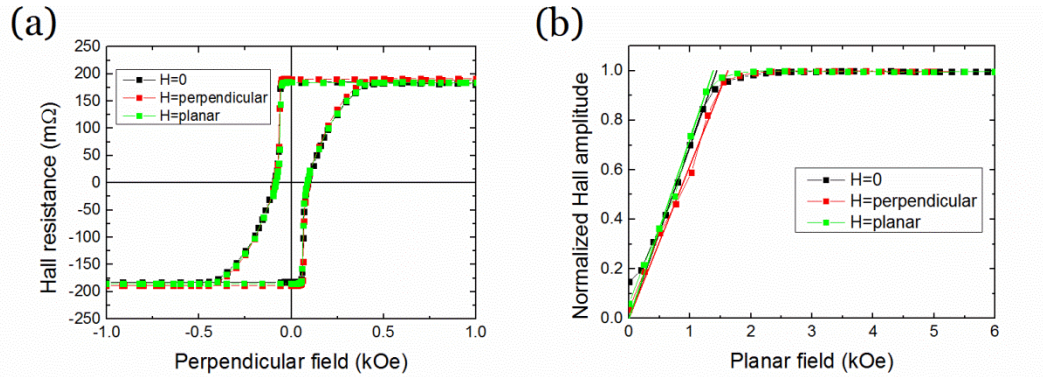 (a)
Hall resistance (mΩ)
250
200
150
100
50
0
-50
-100
-150
-200
-250
H=0
H=perpendicular
H=planar
-1.0
-0.5
0.0
0.5
1.0
Perpendicular field (kOe)
(b)
Normalized Hall amplitude
1.0
0.8
0.6
0.4
0.2
0.0
H=0
H=perpendicular
H=planar
0
1
2
3
4
5
6
Planar field (kOe)